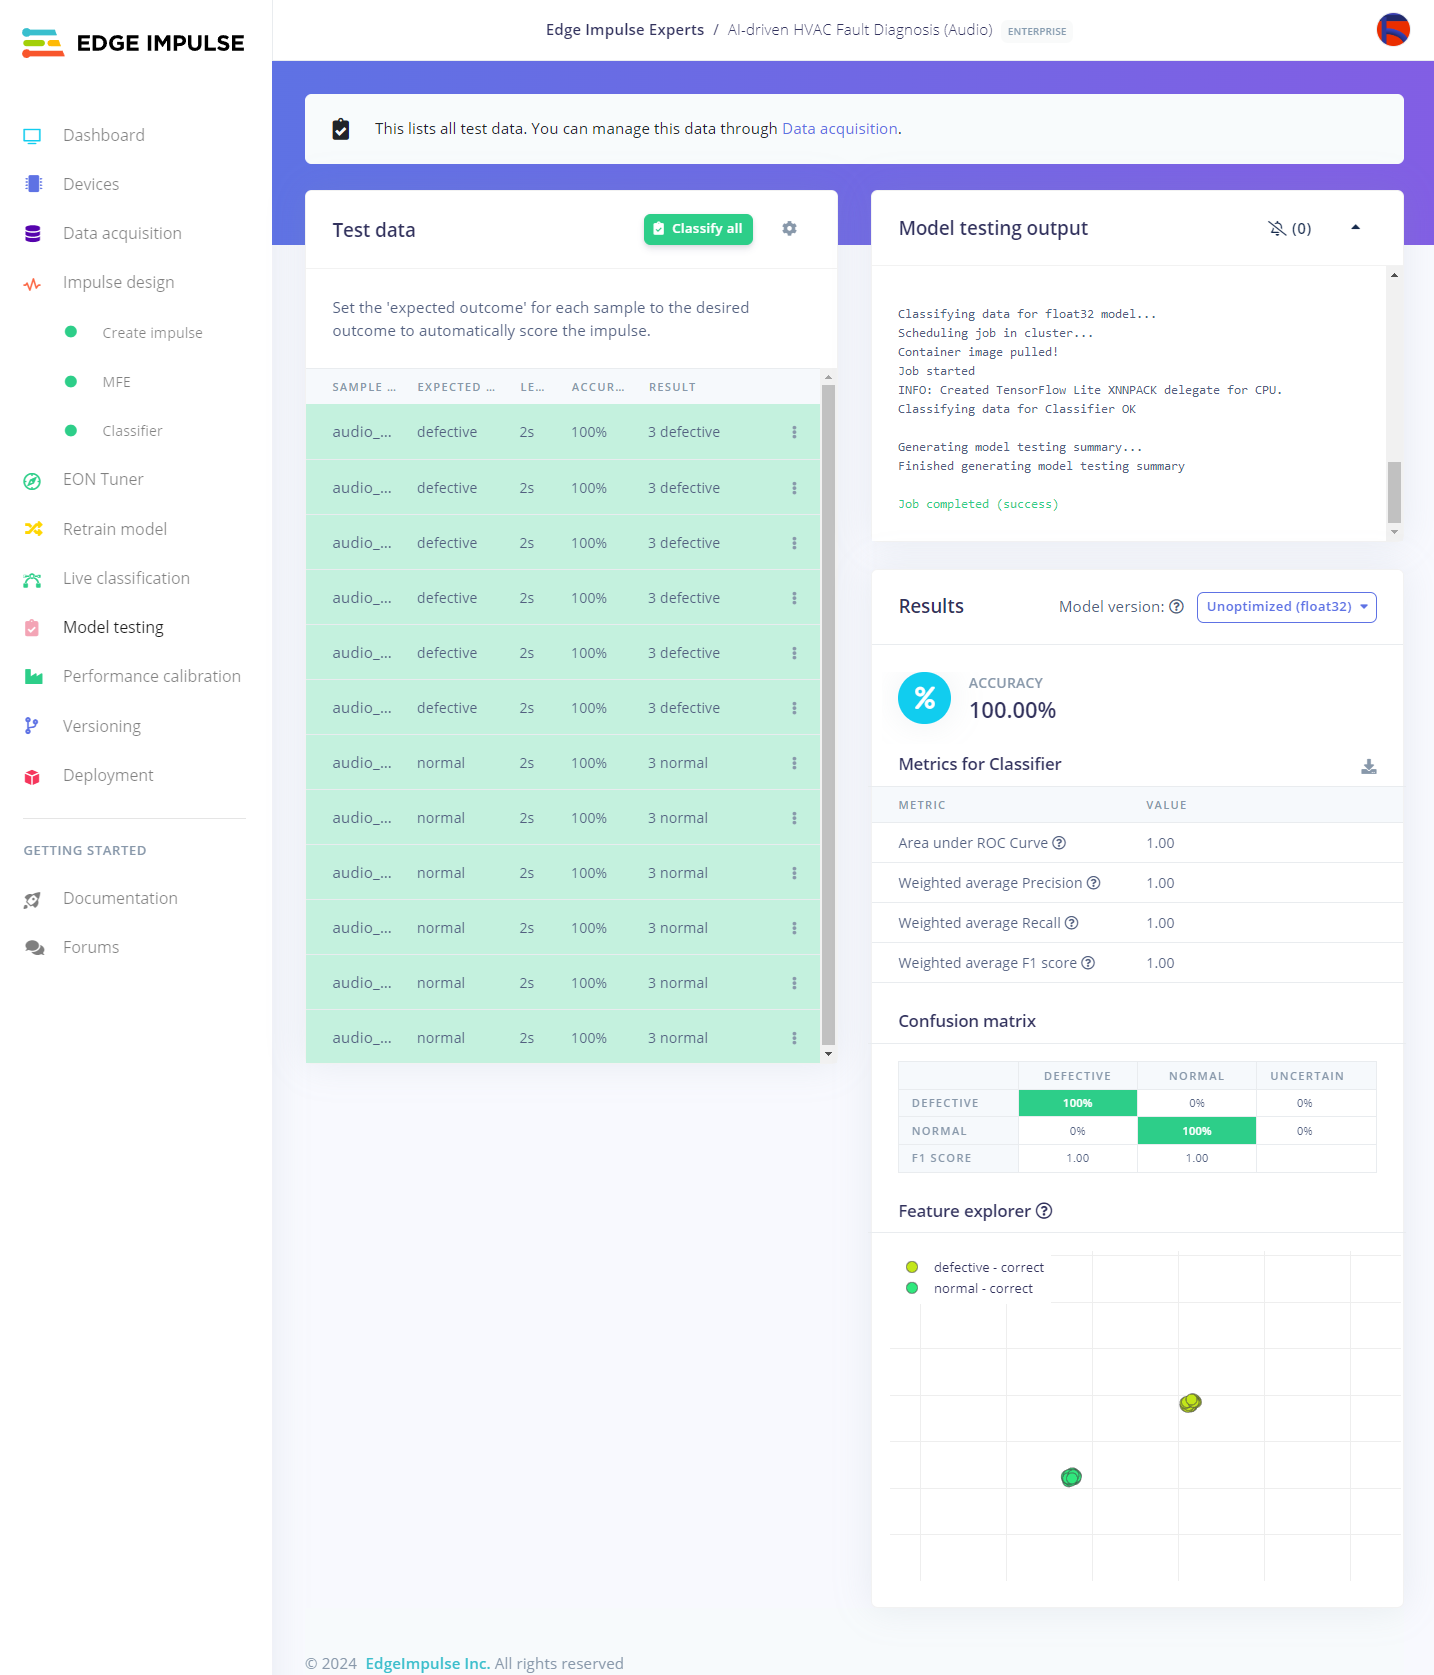 EDGE IMPULSE
Edge Impulse Experts / AI-driven HVAC Fault Diagnosis (Audio) ENTERPRISE
Dashboard
Devices
Data acquisition
Impulse design
Create impulse
MFE
Classifier
EON Tuner
Retrain model
Live classification
Model testing
Performance calibration
Versioning
Deployment
GETTING STARTED
Documentation
Forums
This lists all test data. You can manage this data through Data acquisition.
Test data
Classify all
Set the 'expected outcome' for each sample to the desired
outcome to automatically score the impulse.
SAMPLE ... EXPECTED ... LE... ACCUR... RESULT
audio_... defective 2s 100% 3 defective
audio_... defective 2s 100% 3 defective
audio_... defective 2s 100% 3 defective
audio_... defective 2s 100% 3 defective
audio_... defective 2s 100% 3 defective
audio_... defective 2s 100% 3 defective
audio_... normal 2s 100% 3 normal
audio_... normal 2s 100% 3 normal
audio_... normal 2s 100% 3 normal
audio_... normal 2s 100% 3 normal
audio_... normal 2s 100% 3 normal
audio_... normal 2s 100% 3 normal
Model testing output
(0)
Classifying data for float32 model...
Scheduling job in cluster...
Container image pulled!
Job started
INFO: Created TensorFlow Lite XNNPACK delegate for CPU.
Classifying data for Classifier OK
Generating model testing summary...
Finished generating model testing summary
Job completed (success)
Results
Model version: Unoptimized (float32)
%
ACCURACY
100.00%
Metrics for Classifier
METRIC VALUE
Area under ROC Curve 1.00
Weighted average Precision 1.00
Weighted average Recall 1.00
Weighted average F1 score 1.00
Confusion matrix
DEFECTIVE NORMAL UNCERTAIN
DEFECTIVE 100% 0% 0%
NORMAL 0% 100% 0%
F1 SCORE 1.00 1.00
Feature explorer
defective - correct
normal - correct
© 2024 EdgeImpulse Inc. All rights reserved